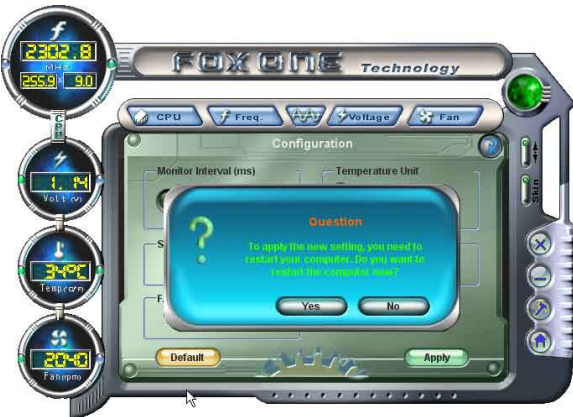 2302.8
MHz
255.9 x 9.0
CPU
FOX ONE Technology
CPU
Freq.
Voltage
Fan
Configuration
Monitor Interval (ms)
Temperature Unit
1.14
Volt (v)
Skin
Question
To apply the new setting, you need to
restart your computer. Do you want to
restart the computer now?
Yes
No
34°C
S
F
2040
Fan(rpm)
Default
Apply